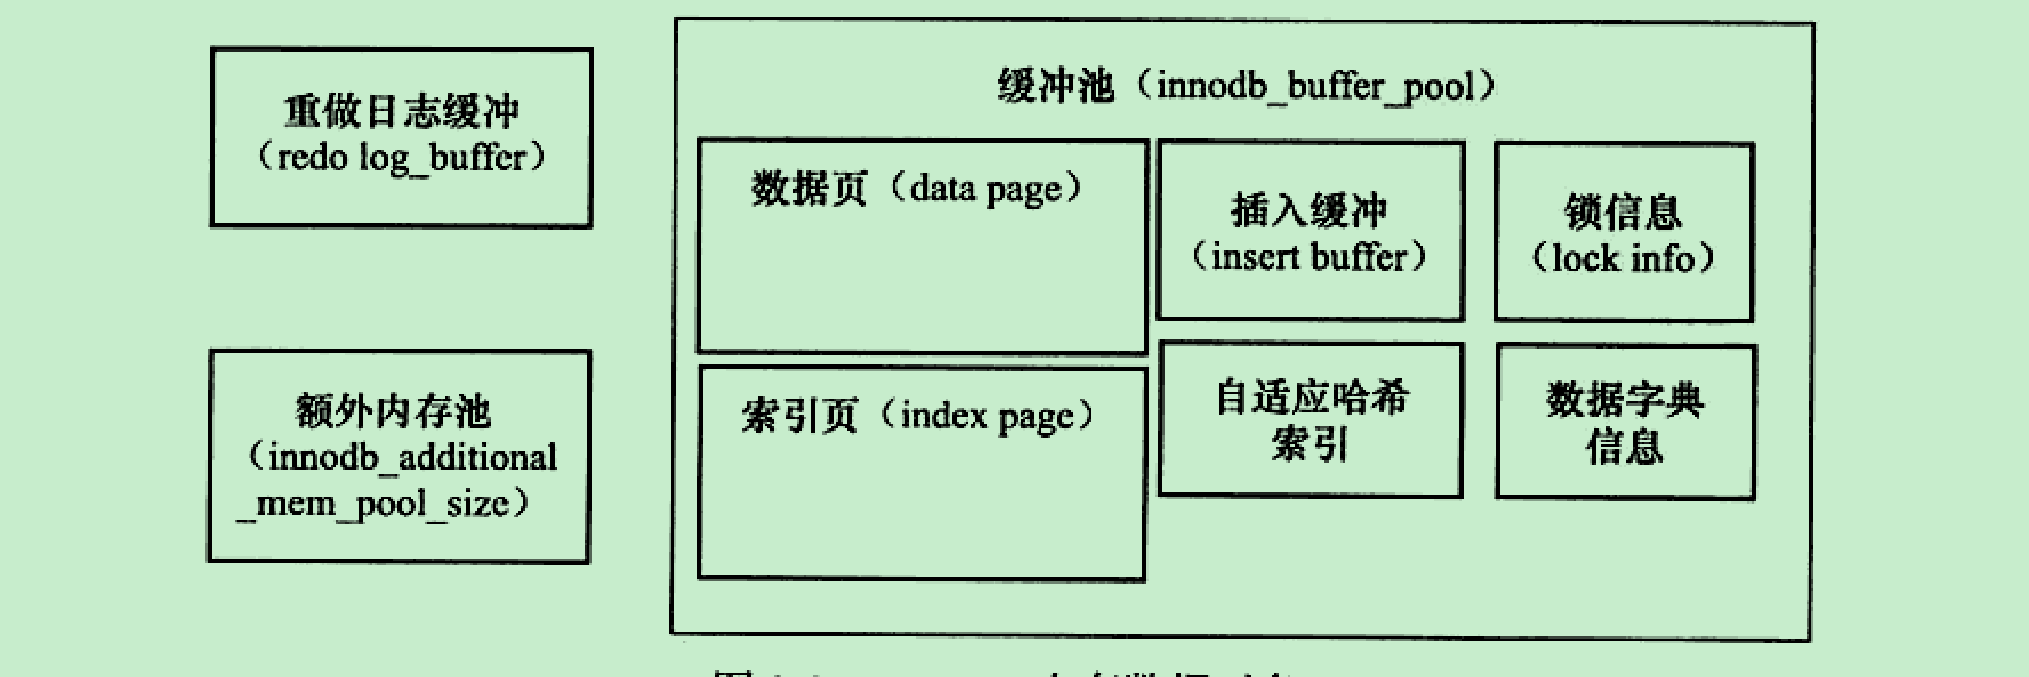 重做日志缓冲
（redo log_buffer）
额外内存池
（innodb_additional
_mem_pool_size）
缓冲池（innodb_buffer_pool）
数据页（data page）
索引页（index page）
插入缓冲
（insert buffer）
自适应哈希
索引
锁信息
（lock info）
数据字典
信息